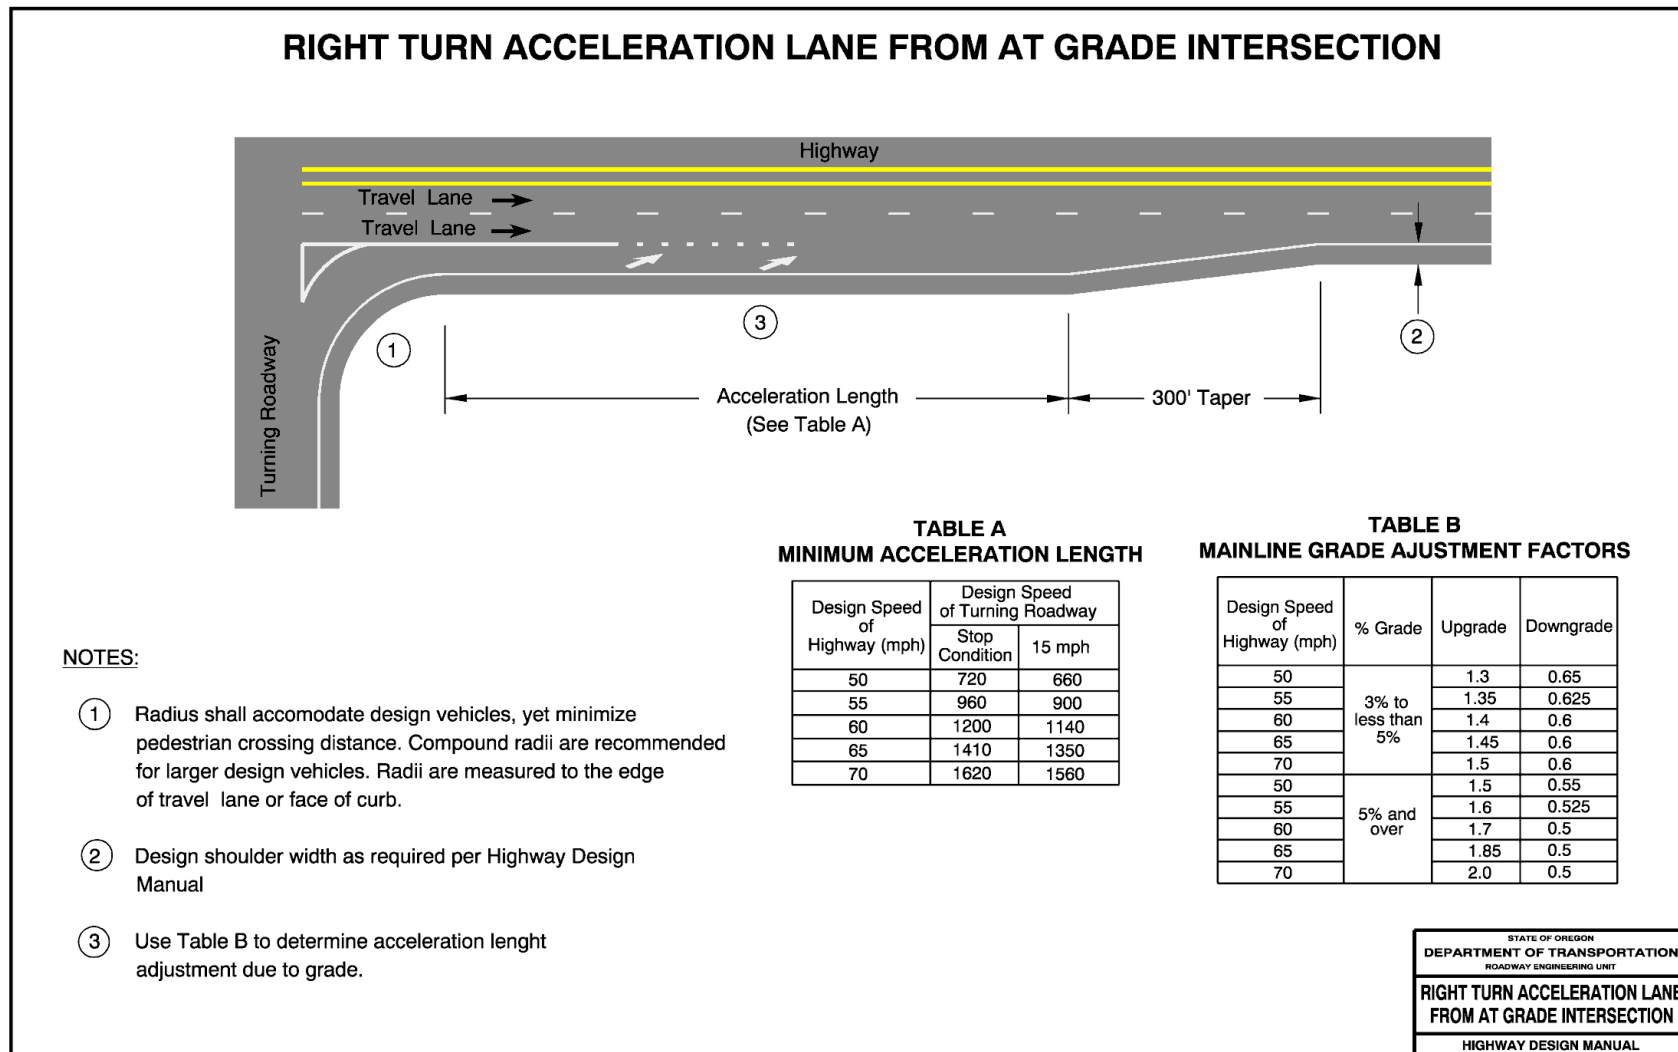 RIGHT TURN ACCELERATION LANE FROM AT GRADE INTERSECTION
Highway
Travel Lane
Travel Lane
Turning Roadway
1
3
2
Acceleration Length
(See Table A)
300' Taper
TABLE A
MINIMUM ACCELERATION LENGTH
Design Speed
of
Highway (mph)
Design Speed
of Turning Roadway
Stop
Condition
15 mph
50 720 660
55 960 900
60 1200 1140
65 1410 1350
70 1620 1560
TABLE B
MAINLINE GRADE AJUSTMENT FACTORS
Design Speed
of
Highway (mph)
% Grade
Upgrade
Downgrade
3% to
less than
5%
50 1.3 0.65
55 1.35 0.625
60 1.4 0.6
65 1.45 0.6
70 1.5 0.6
5% and
over
50 1.5 0.55
55 1.6 0.525
60 1.7 0.5
65 1.85 0.5
70 2.0 0.5
NOTES:
1 Radius shall accomodate design vehicles, yet minimize
pedestrian crossing distance. Compound radii are recommended
for larger design vehicles. Radii are measured to the edge
of travel lane or face of curb.
2 Design shoulder width as required per Highway Design
Manual
3 Use Table B to determine acceleration lenght
adjustment due to grade.
STATE OF OREGON
DEPARTMENT OF TRANSPORTATION
ROADWAY ENGINEERING UNIT
RIGHT TURN ACCELERATION LANE
FROM AT GRADE INTERSECTION
HIGHWAY DESIGN MANUAL